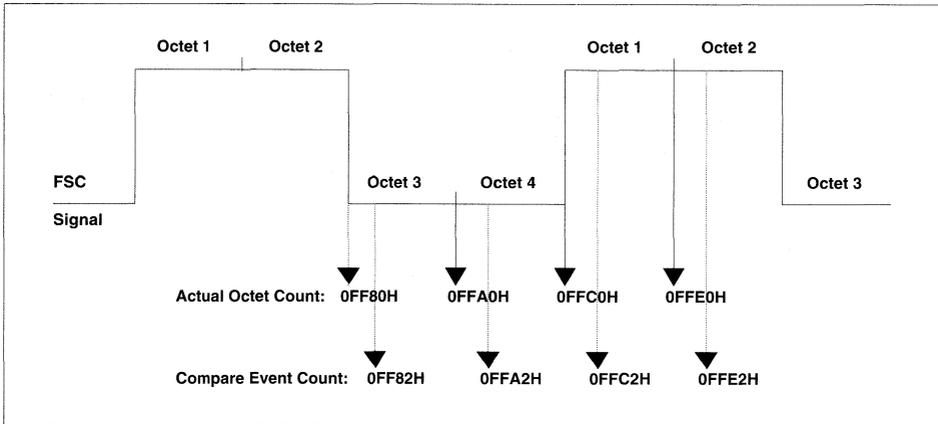 Octet 1 Octet 2 Octet 1 Octet 2
FSC Octet 3 Octet 4 Octet 3
Signal
Actual Octet Count: 0FF80H 0FFA0H 0FFC0H 0FFE0H
Compare Event Count: 0FF82H 0FFA2H 0FFC2H 0FFE2H